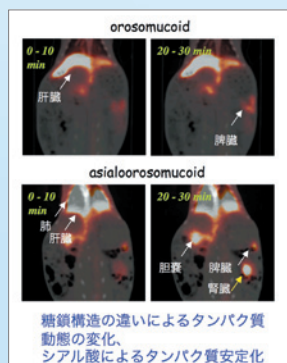 orosomucoid
0 - 10 min
20 - 30 min
肝臓
脾臓
asialoorosomucoid
0 - 10 min
20 - 30 min
肺
肝臓
胆嚢
脾臓
腎臓
糖鎖構造の違いによるタンパク質
動態の変化、
シアル酸によるタンパク質安定化